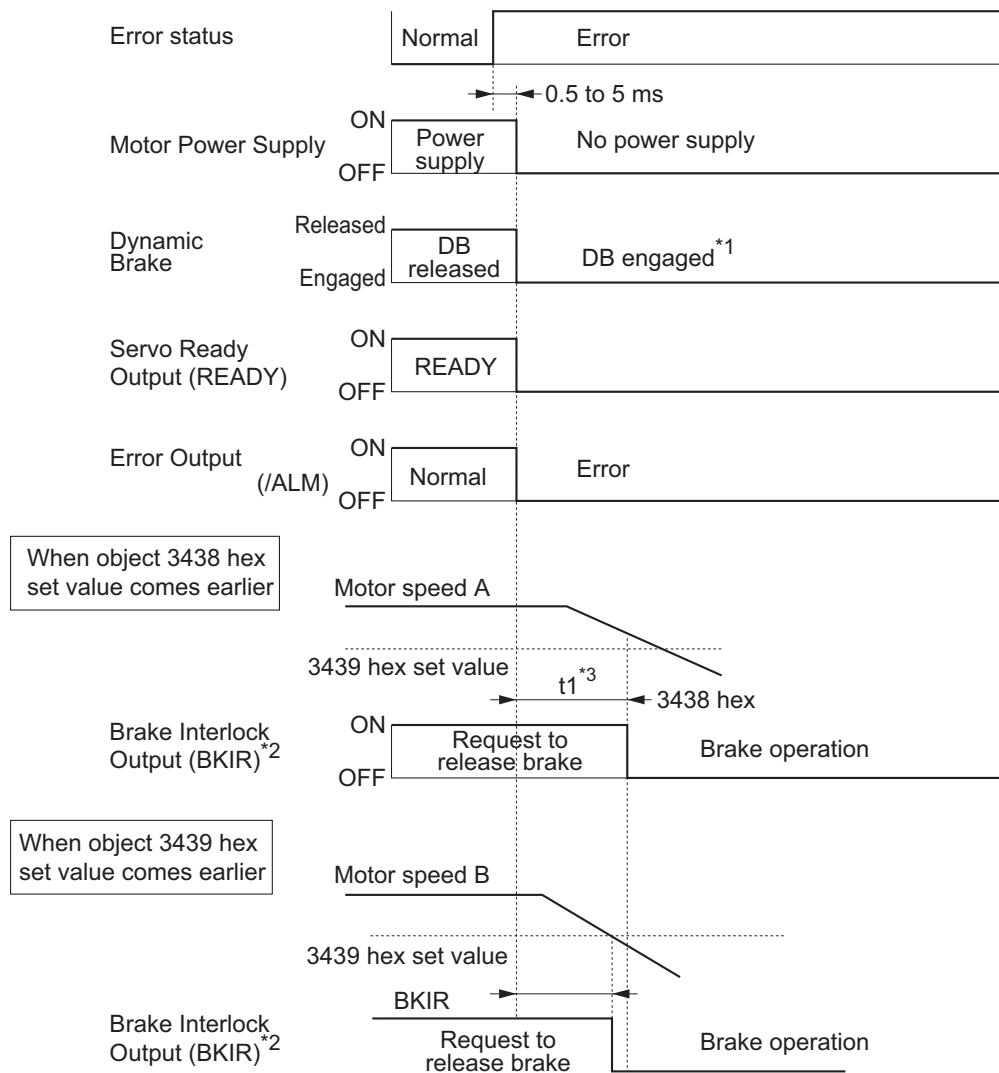 Error status
Normal
Error
0.5 to 5 ms
Motor Power Supply
ON
OFF
Power
supply
No power supply
Dynamic
Brake
Released
Engaged
DB
released
DB engaged*1
Servo Ready
Output (READY)
ON
OFF
READY
Error Output
(/ALM)
ON
OFF
Normal
Error
When object 3438 hex
set value comes earlier
Motor speed A
3439 hex set value
t1*3
3438 hex
Brake Interlock
Output (BKIR)*2
ON
OFF
Request to
release brake
Brake operation
When object 3439 hex
set value comes earlier
Motor speed B
3439 hex set value
BKIR
Brake Interlock
Output (BKIR)*2
Request to
release brake
Brake operation